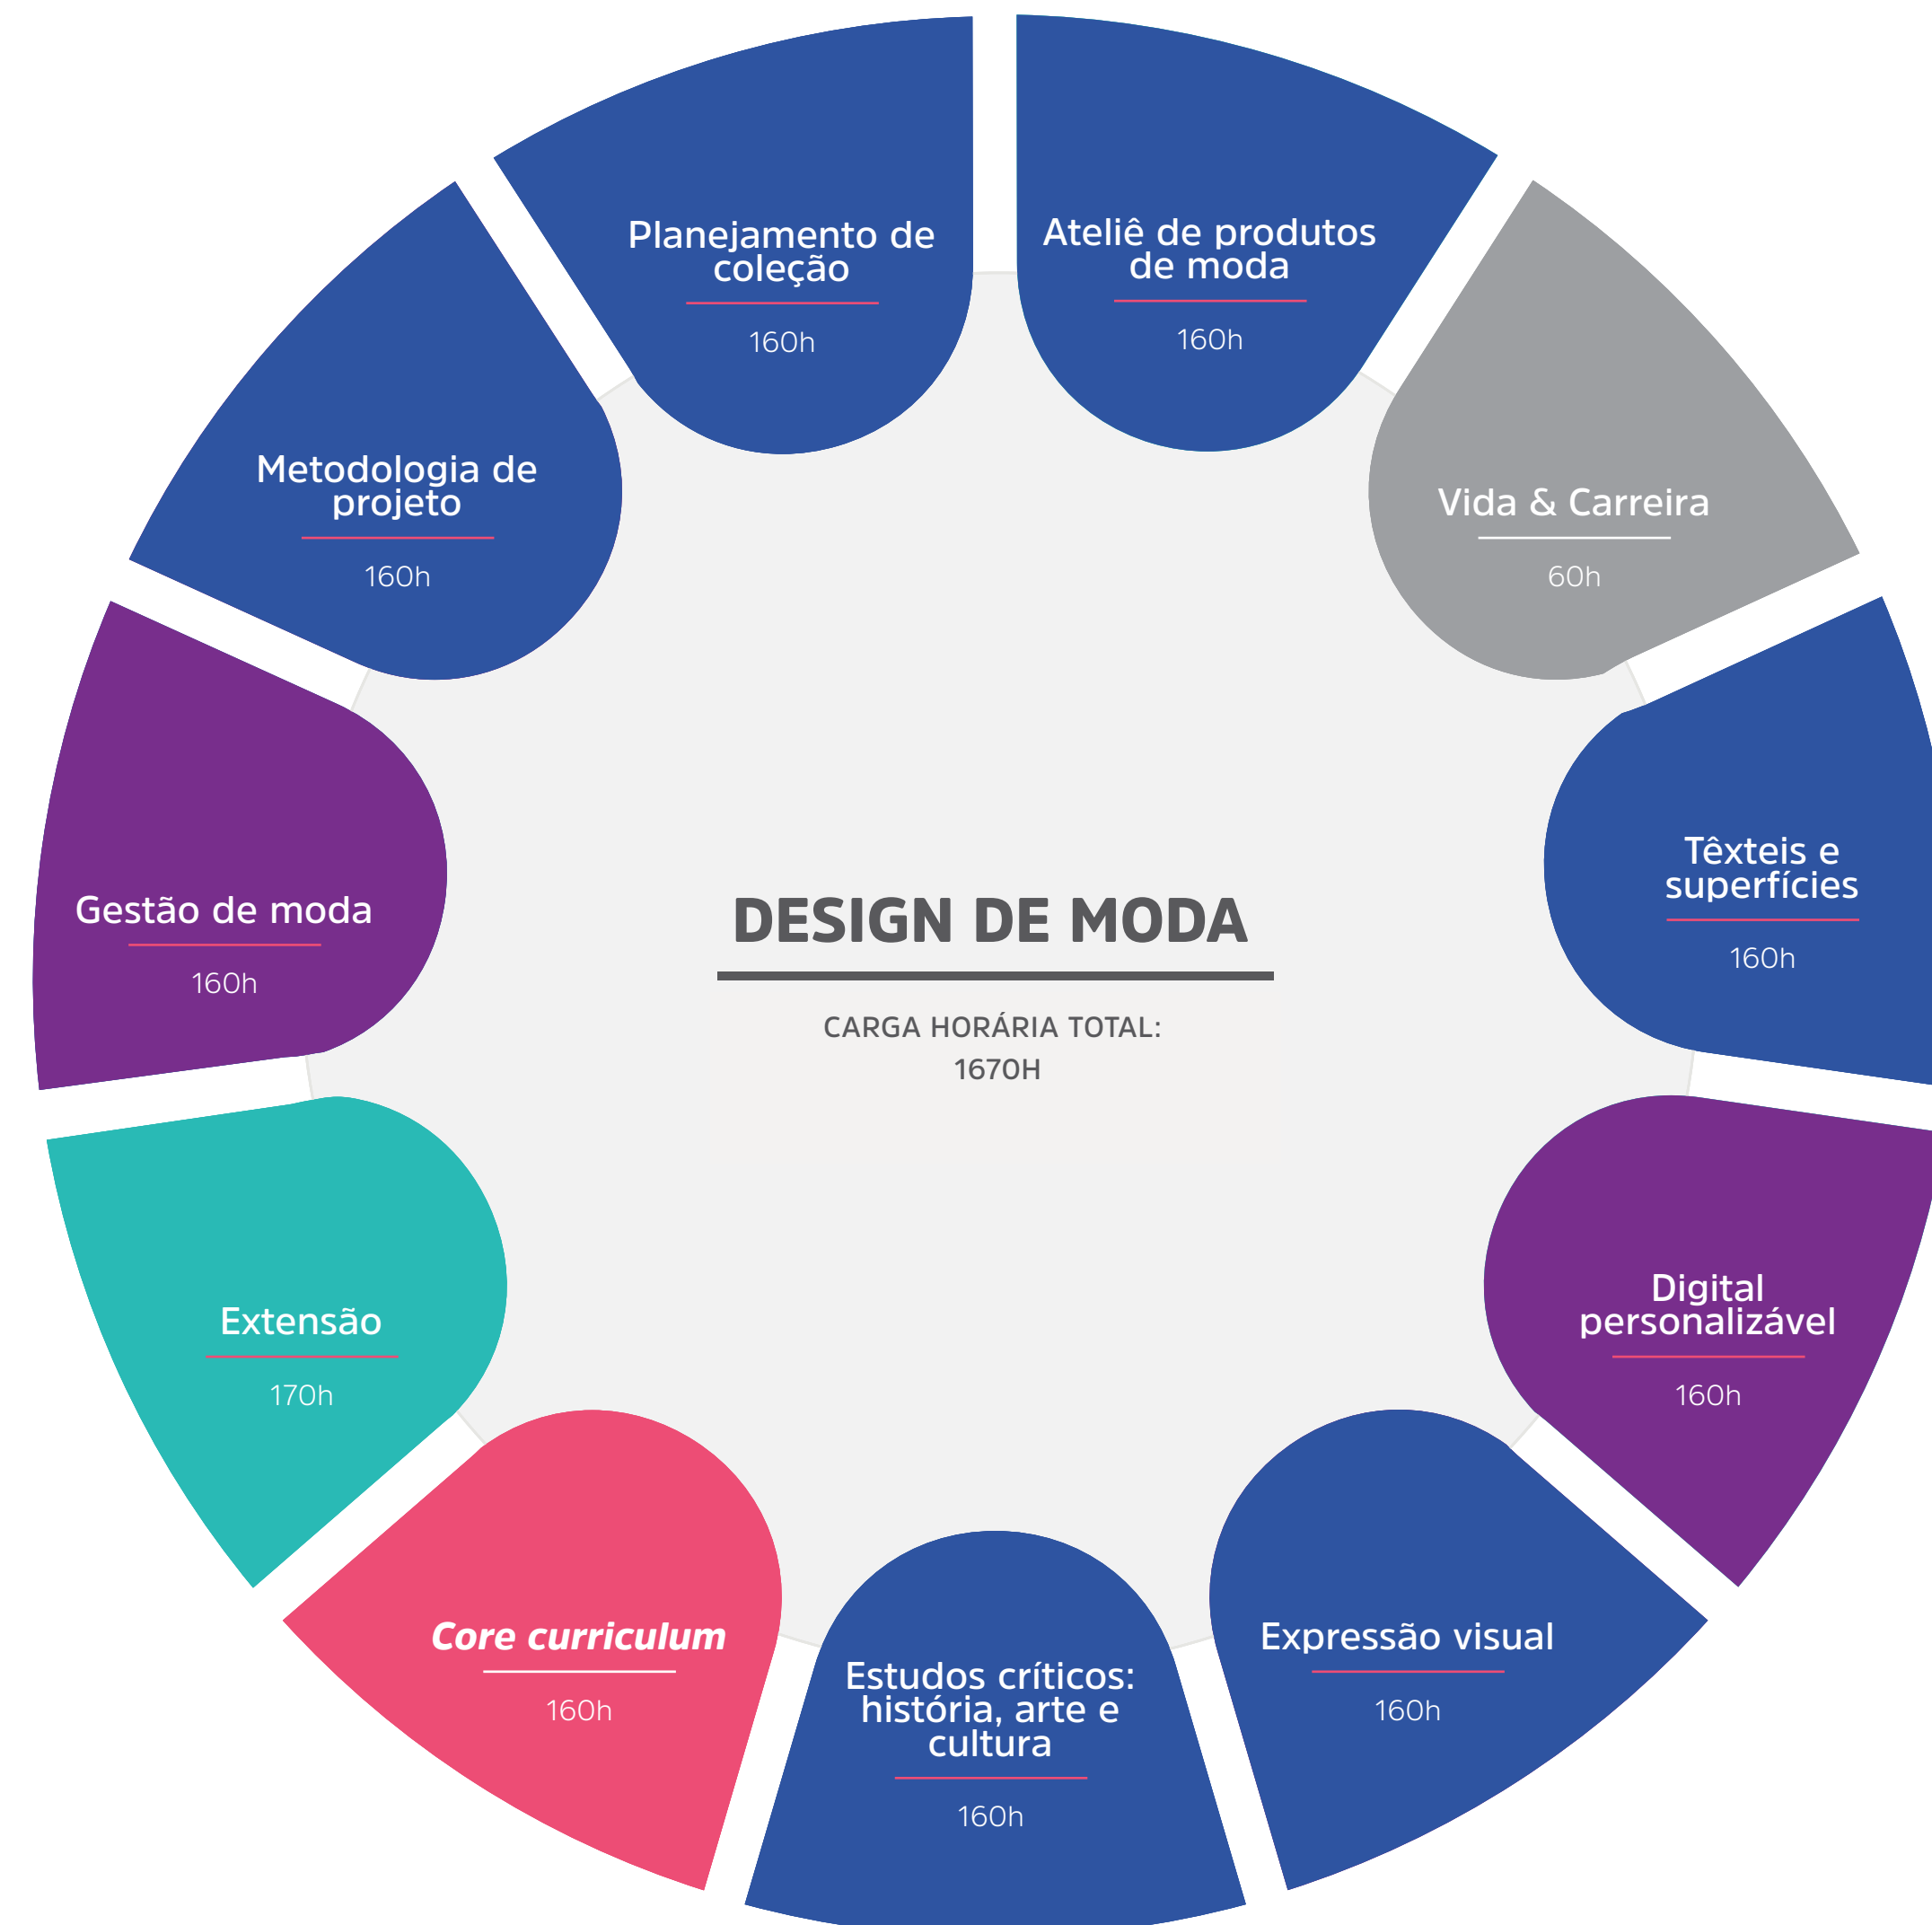 Planejamento de
coleção
160h
Ateliê de produtos
de moda
160h
Vida & Carreira
60h
Têxteis e
superfícies
160h
Digital
personalizável
160h
Expressão visual
160h
Estudos críticos:
história, arte e
cultura
160h
Core curriculum
160h
Extensão
170h
Gestão de moda
160h
Metodologia de
projeto
160h
DESIGN DE MODA
CARGA HORÁRIA TOTAL:
1670H